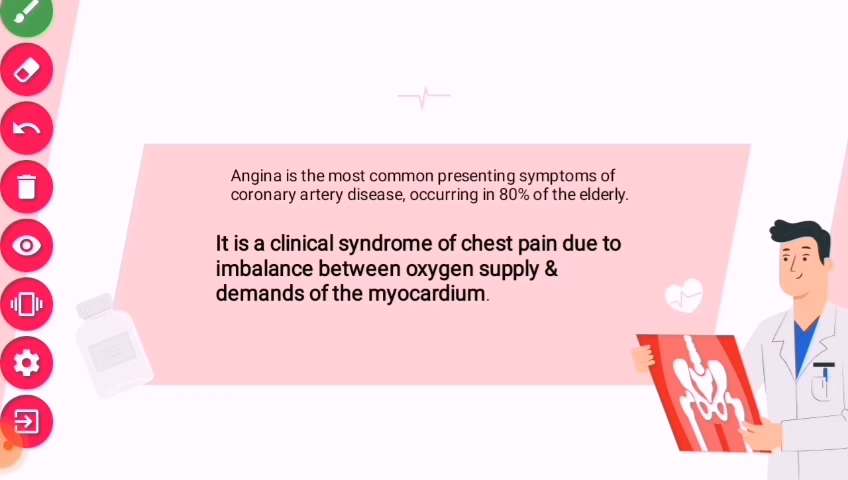 Angina is the most common presenting symptoms of
coronary artery disease, occurring in 80% of the elderly.
It is a clinical syndrome of chest pain due to
imbalance between oxygen supply &
demands of the myocardium.